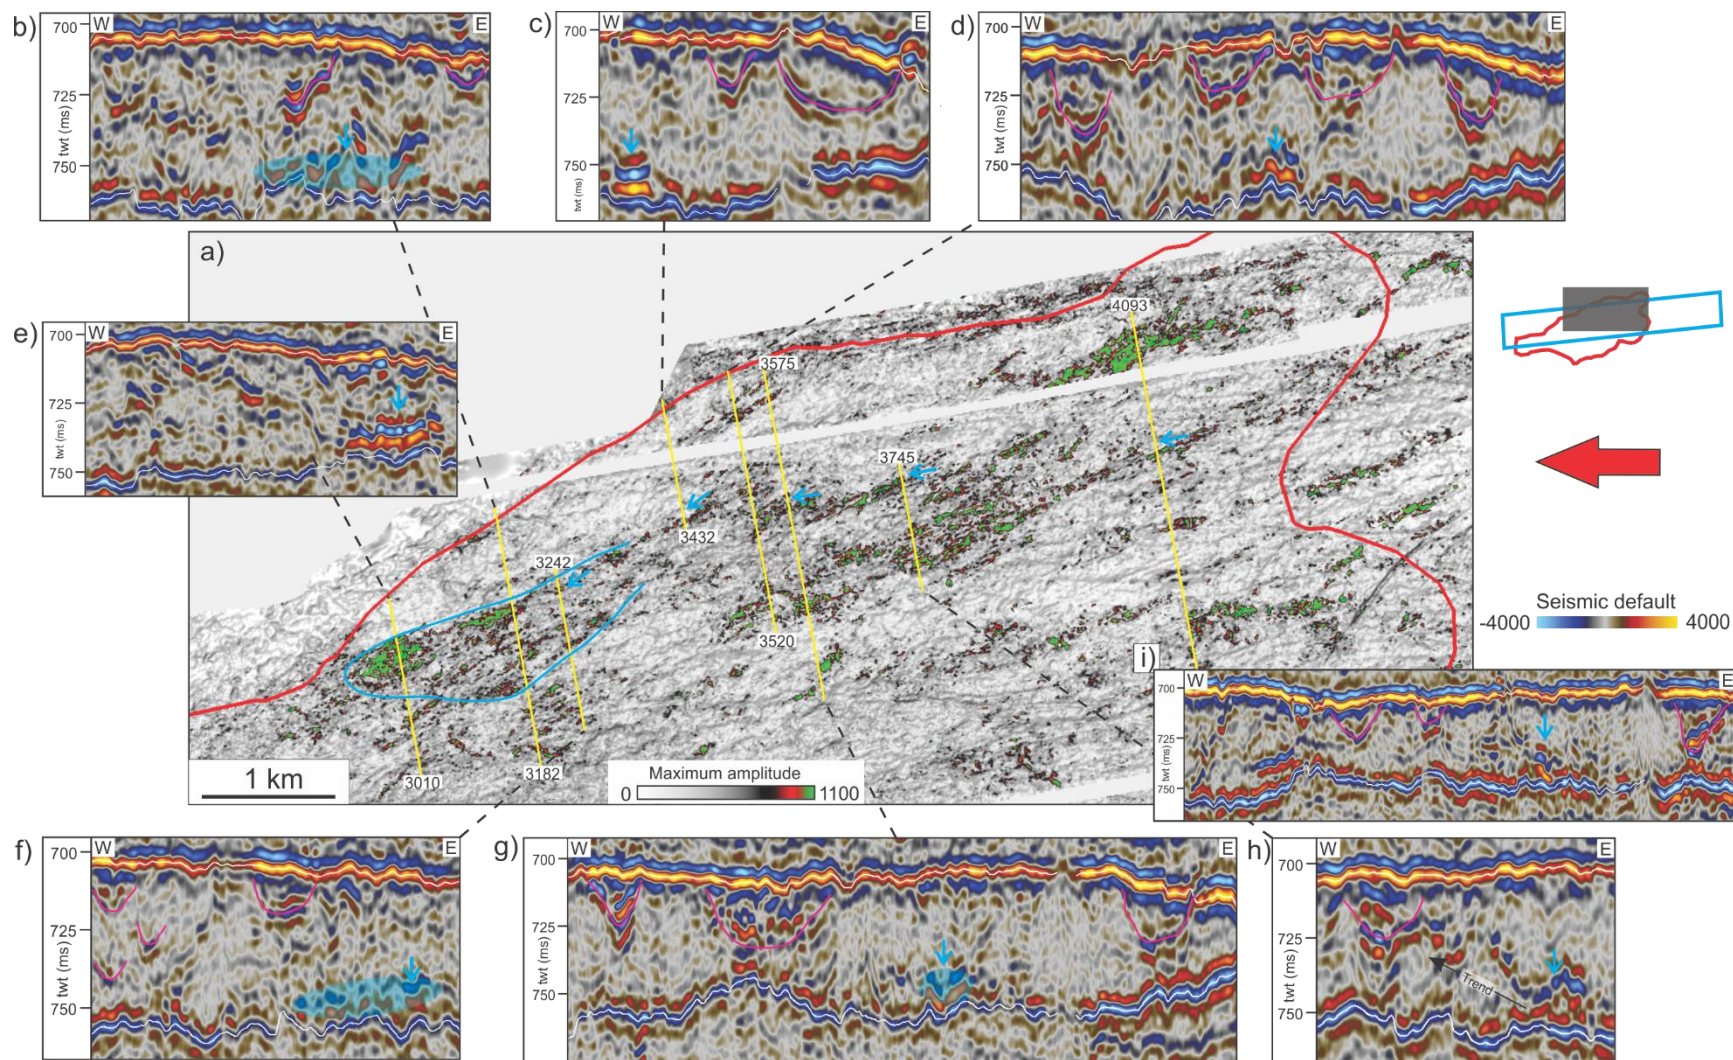 b)
W
E
700
725
750
twt (ms)
c)
W
E
700
725
750
twt (ms)
d)
W
E
700
725
750
twt (ms)
a)
4093
3575
3745
3432
3242
3520
3010
3182
1 km
Maximum amplitude
0
1100
e)
W
E
700
725
750
twt (ms)
Seismic default
-4000
4000
i)
W
E
700
725
750
twt (ms)
f)
W
E
700
725
750
twt (ms)
g)
W
E
700
725
750
twt (ms)
h)
W
E
700
725
750
twt (ms)
Trend